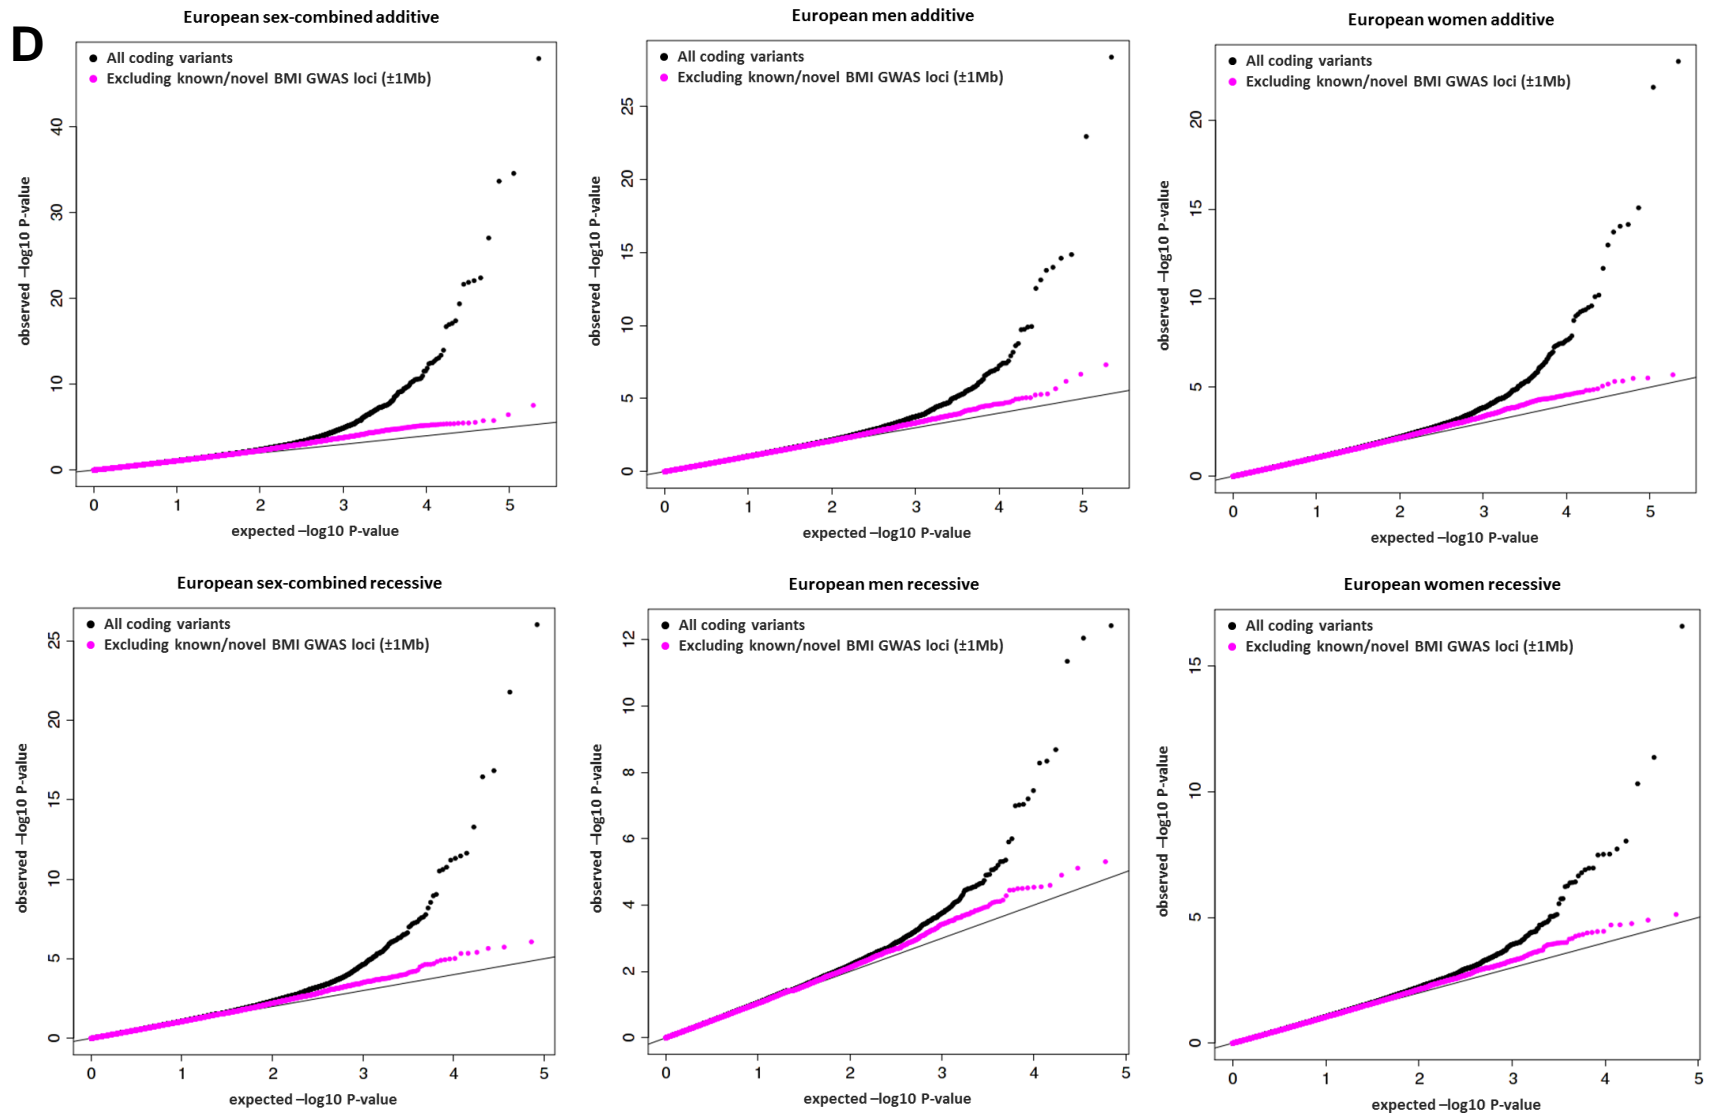 D
European sex-combined additive
All coding variants
Excluding known/novel BMI GWAS loci (±1Mb)
observed –log10 P-value
0
10
20
30
40
0 1 2 3 4 5
expected –log10 P-value
European men additive
All coding variants
Excluding known/novel BMI GWAS loci (±1Mb)
observed –log10 P-value
0
5
10
15
20
25
0 1 2 3 4 5
expected –log10 P-value
European women additive
All coding variants
Excluding known/novel BMI GWAS loci (±1Mb)
observed –log10 P-value
0
5
10
15
20
0 1 2 3 4 5
expected –log10 P-value
European sex-combined recessive
All coding variants
Excluding known/novel BMI GWAS loci (±1Mb)
observed –log10 P-value
0
5
10
15
20
25
0 1 2 3 4 5
expected –log10 P-value
European men recessive
All coding variants
Excluding known/novel BMI GWAS loci (±1Mb)
observed –log10 P-value
0
2
4
6
8
10
12
0 1 2 3 4 5
expected –log10 P-value
European women recessive
All coding variants
Excluding known/novel BMI GWAS loci (±1Mb)
observed –log10 P-value
0
5
10
15
0 1 2 3 4 5
expected –log10 P-value